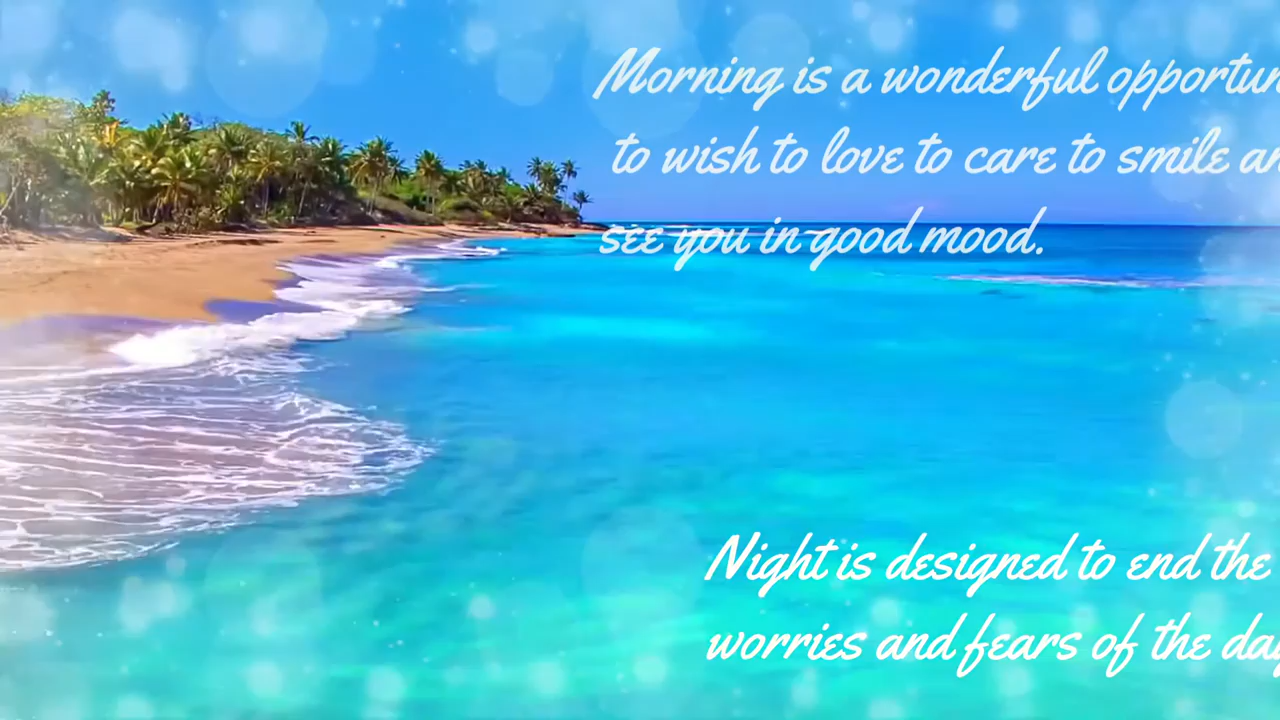 Morning is a wonderful opportun
to wish to love to care to smile an
see you in good mood.
Night is designed to end the
worries and fears of the day